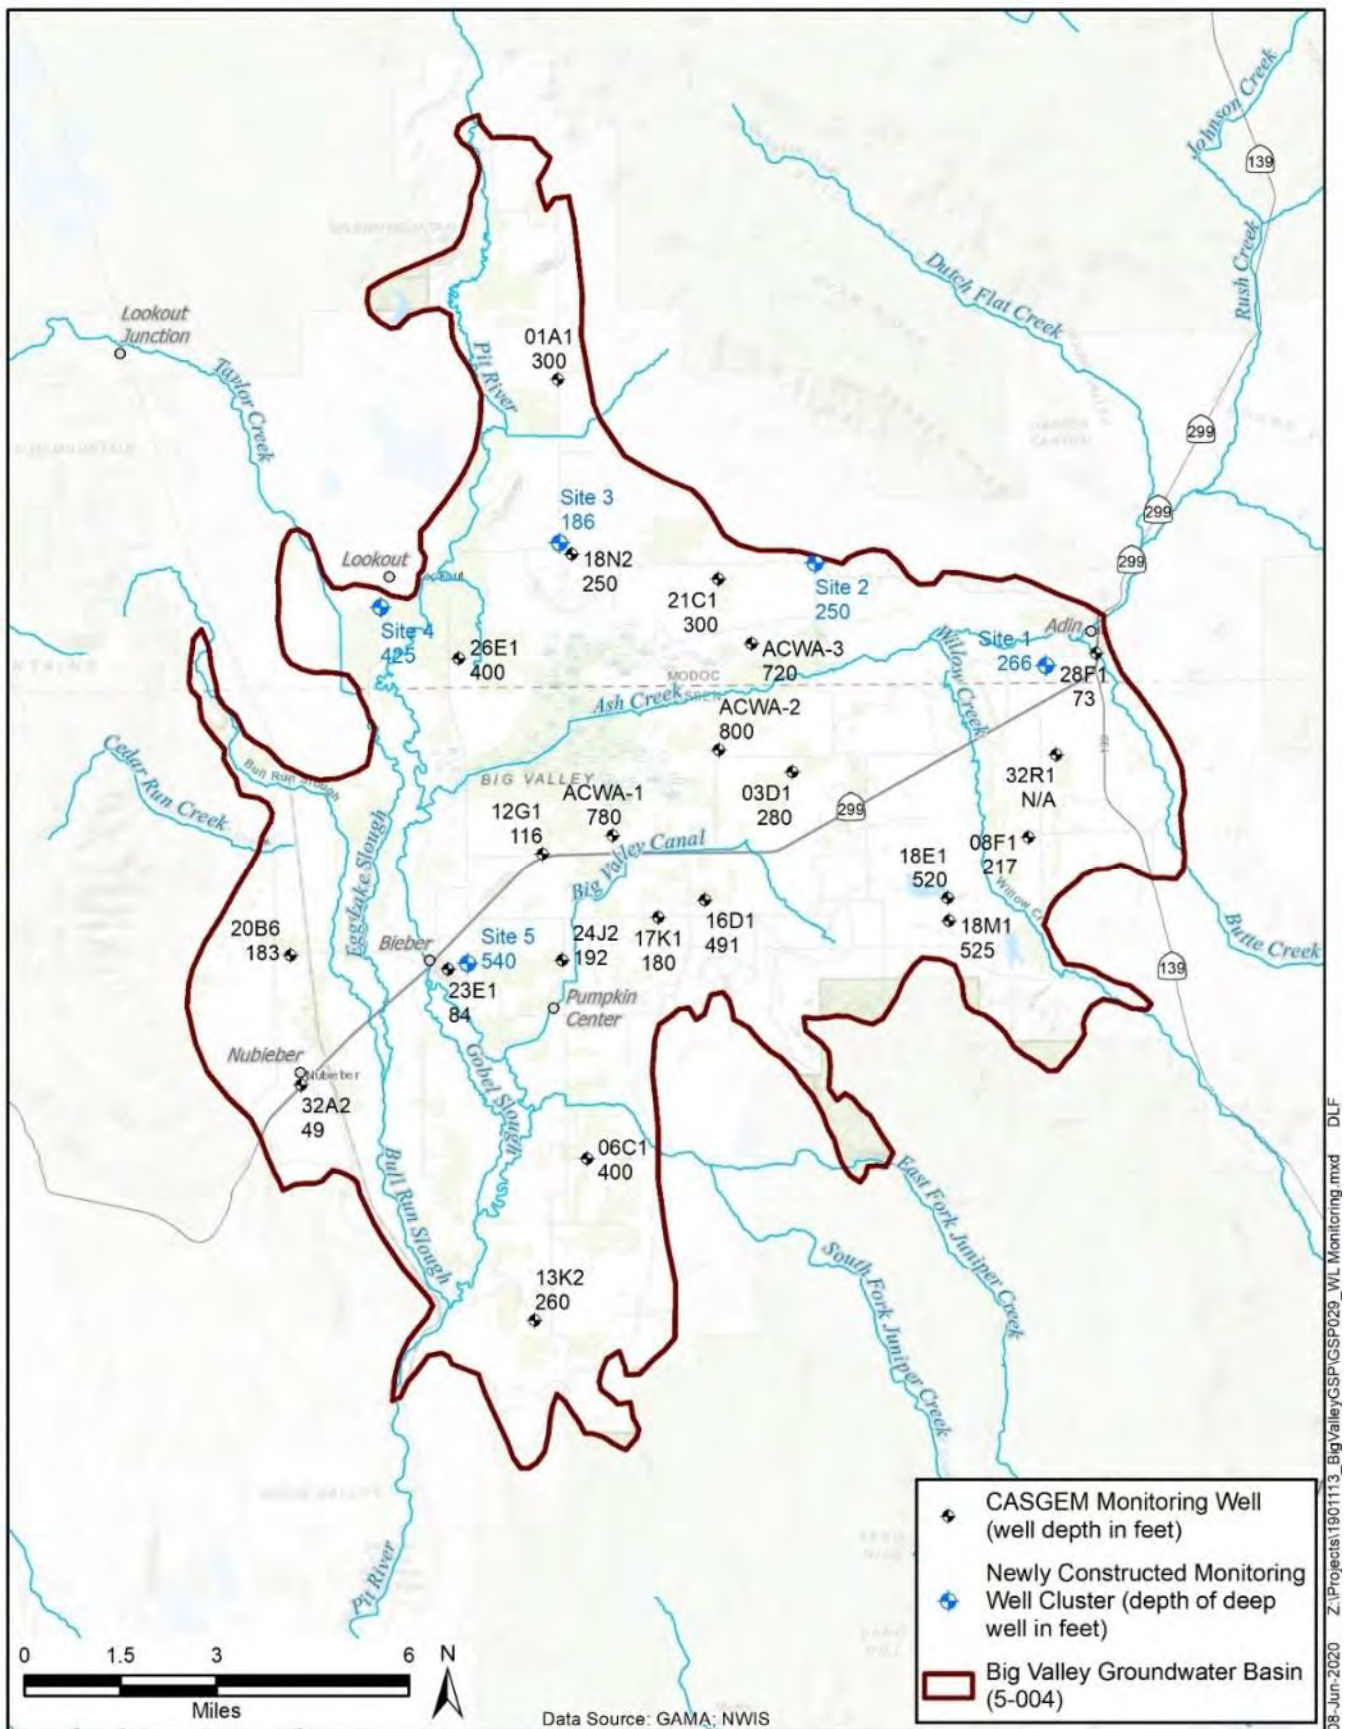 Johnson Creek
139
Rush Creek
Dutch Flat Creek
Lookout
Junction
Taylor Creek
01A1
300
Pit River
299
299
299
Site 3
186
18N2
250
Lookout
21C1
300
Site 2
250
Adin
Site 1
266
28F1
73
Site 4
425
26E1
400
ACWA-3
720
MODOC
Willow Creek
Ash Creek
ACWA-2
800
139
32R1
N/A
Cedar Run Creek
Bull Run Slough
BIG VALLEY
03D1
280
299
ACWA-1
780
12G1
116
Big Valley Canal
08F1
217
18E1
520
Egg Lake Slough
16D1
491
17K1
180
18M1
525
Butte Creek
20B6
183
Bieber
Site 5
540
24J2
192
23E1
84
139
Pumpkin
Center
Nubieber
Nubieber
32A2
49
Gobel Slough
06C1
400
Bull Run Slough
East Fork Juniper Creek
South Fork Juniper Creek
13K2
260
Pit River
CASGEM Monitoring Well
(well depth in feet)
Newly Constructed Monitoring
Well Cluster (depth of deep
well in feet)
Big Valley Groundwater Basin
(5-004)
0 1.5 3 6
Miles
N
Data Source: GAMA; NWIS
08-Jun-2020 Z:\Projects\1901113_BigValleyGSP\GSP029_WL Monitoring.mxd DLF